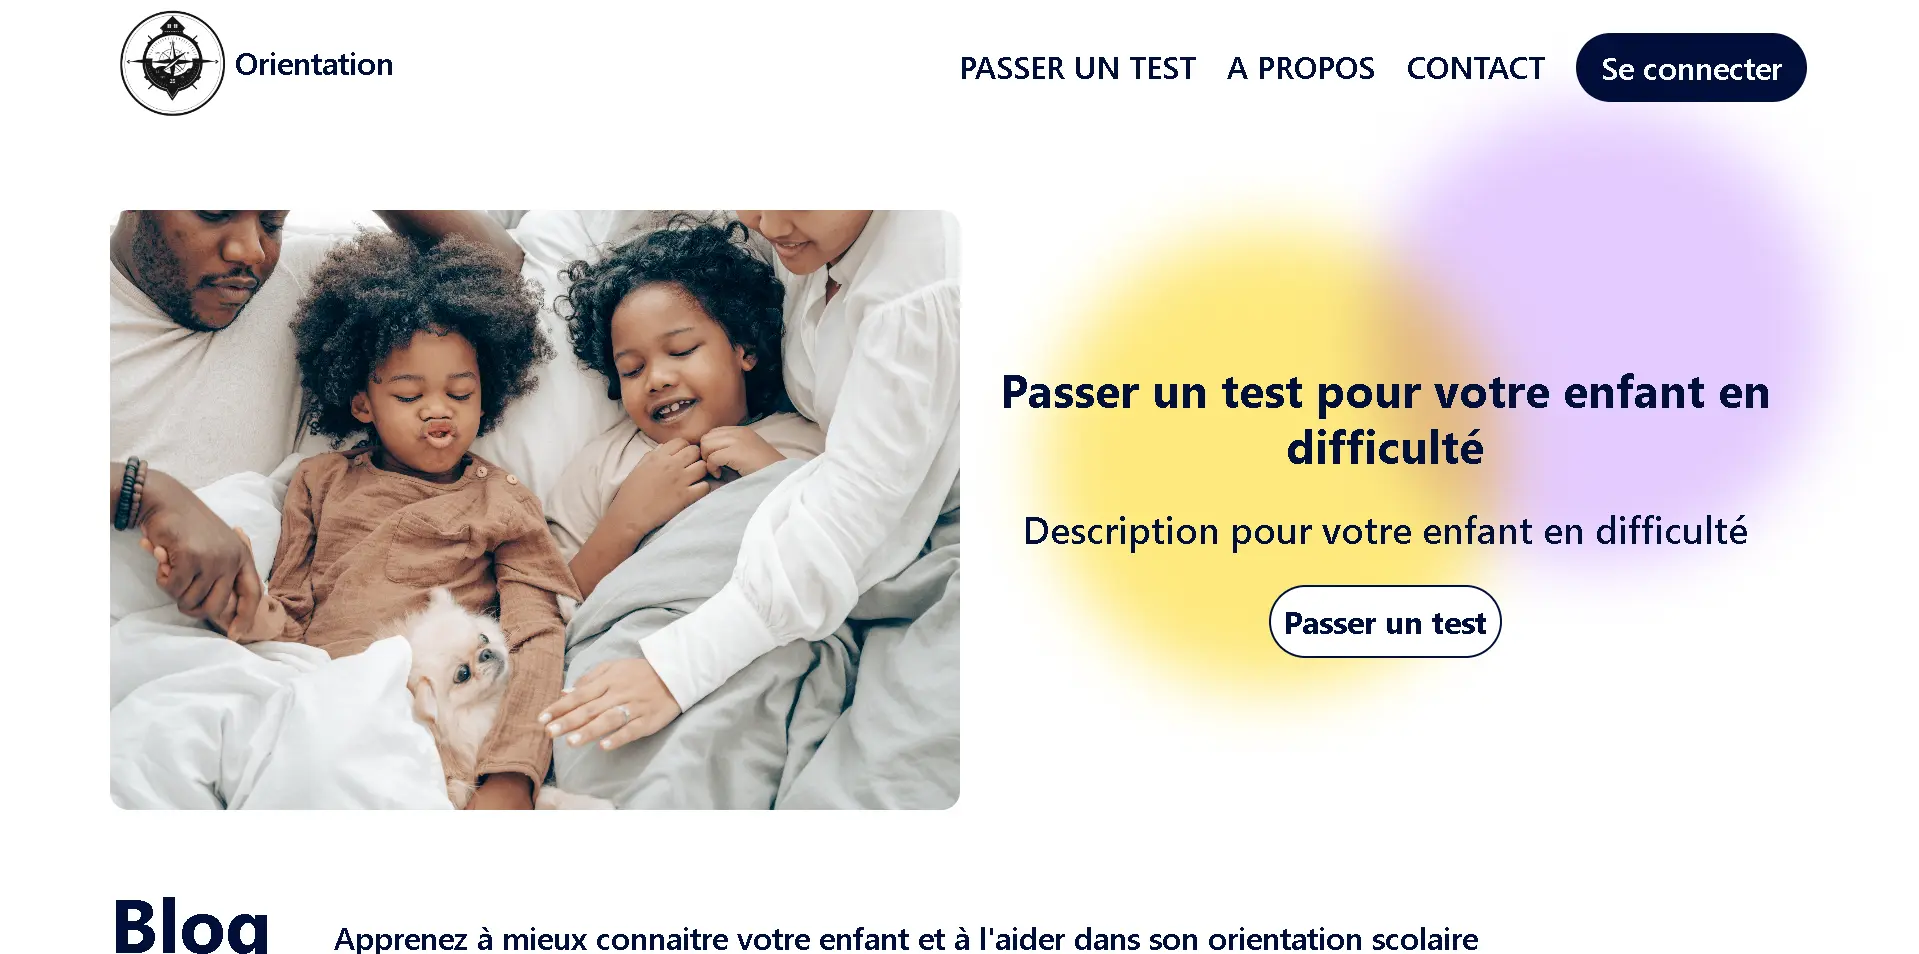 Orientation
PASSER UN TEST
A PROPOS
CONTACT
Se connecter
Passer un test pour votre enfant en
difficulté
Description pour votre enfant en difficulté
Passer un test
Blog
Apprenez à mieux connaitre votre enfant et à l'aider dans son orientation scolaire